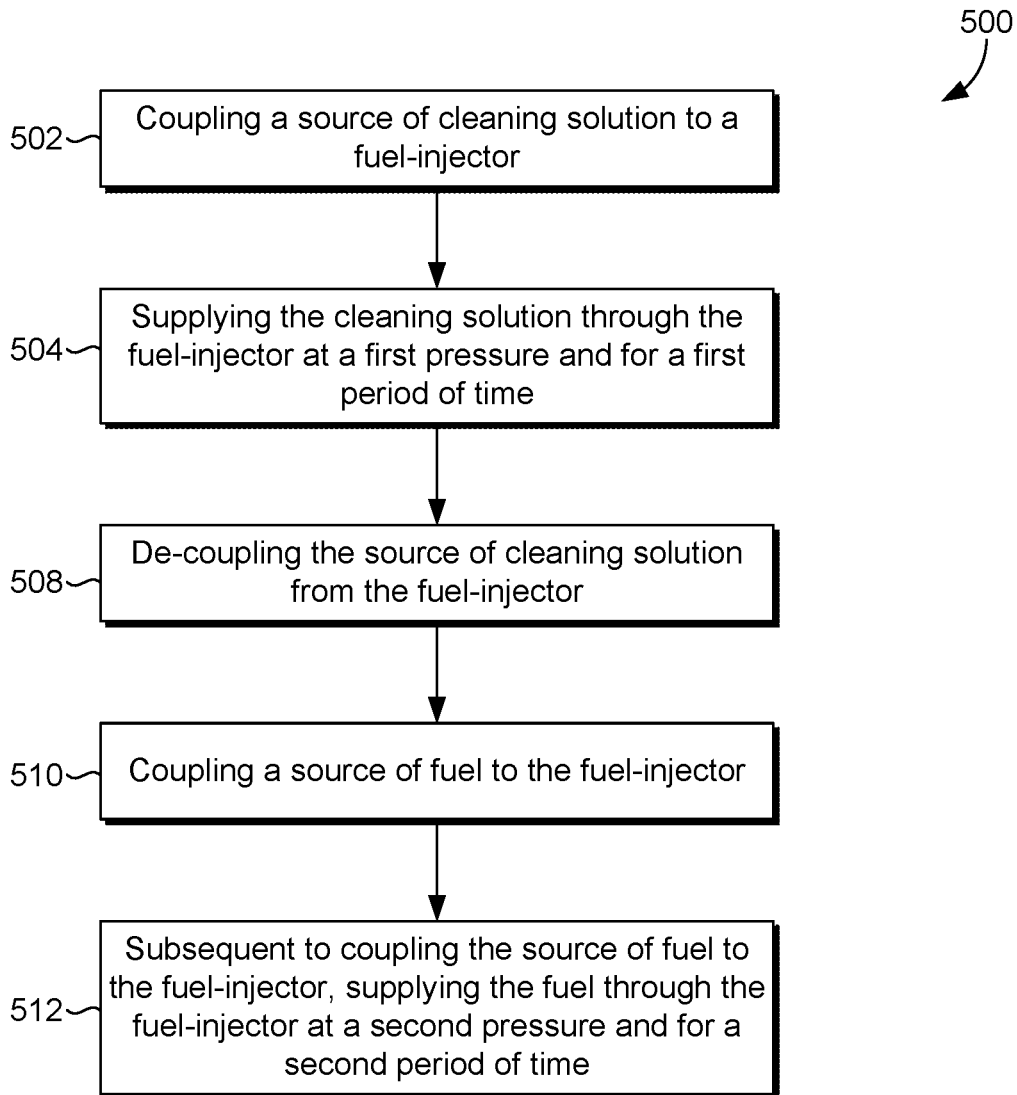 500
502
Coupling a source of cleaning solution to a
fuel-injector
504
Supplying the cleaning solution through the
fuel-injector at a first pressure and for a first
period of time
508
De-coupling the source of cleaning solution
from the fuel-injector
510
Coupling a source of fuel to the fuel-injector
512
Subsequent to coupling the source of fuel to
the fuel-injector, supplying the fuel through the
fuel-injector at a second pressure and for a
second period of time